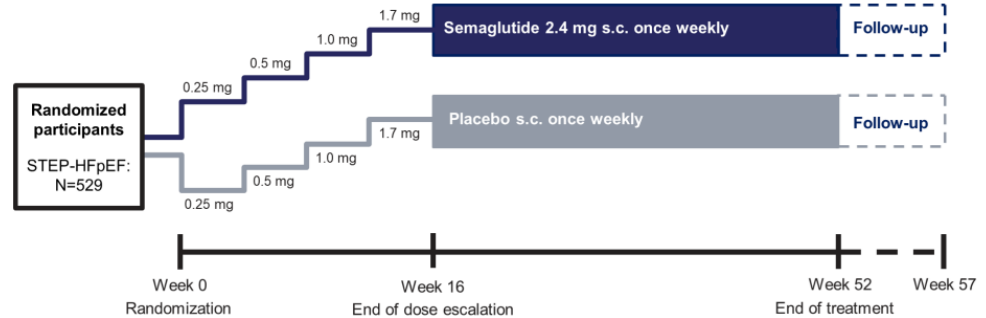 1.7 mg
1.0 mg
0.5 mg
0.25 mg
Semaglutide 2.4 mg s.c. once weekly
Follow-up
Randomized
participants
STEP-HFpEF:
N=529
Placebo s.c. once weekly
Follow-up
1.7 mg
1.0 mg
0.5 mg
0.25 mg
Week 0
Randomization
Week 16
End of dose escalation
Week 52
End of treatment
Week 57